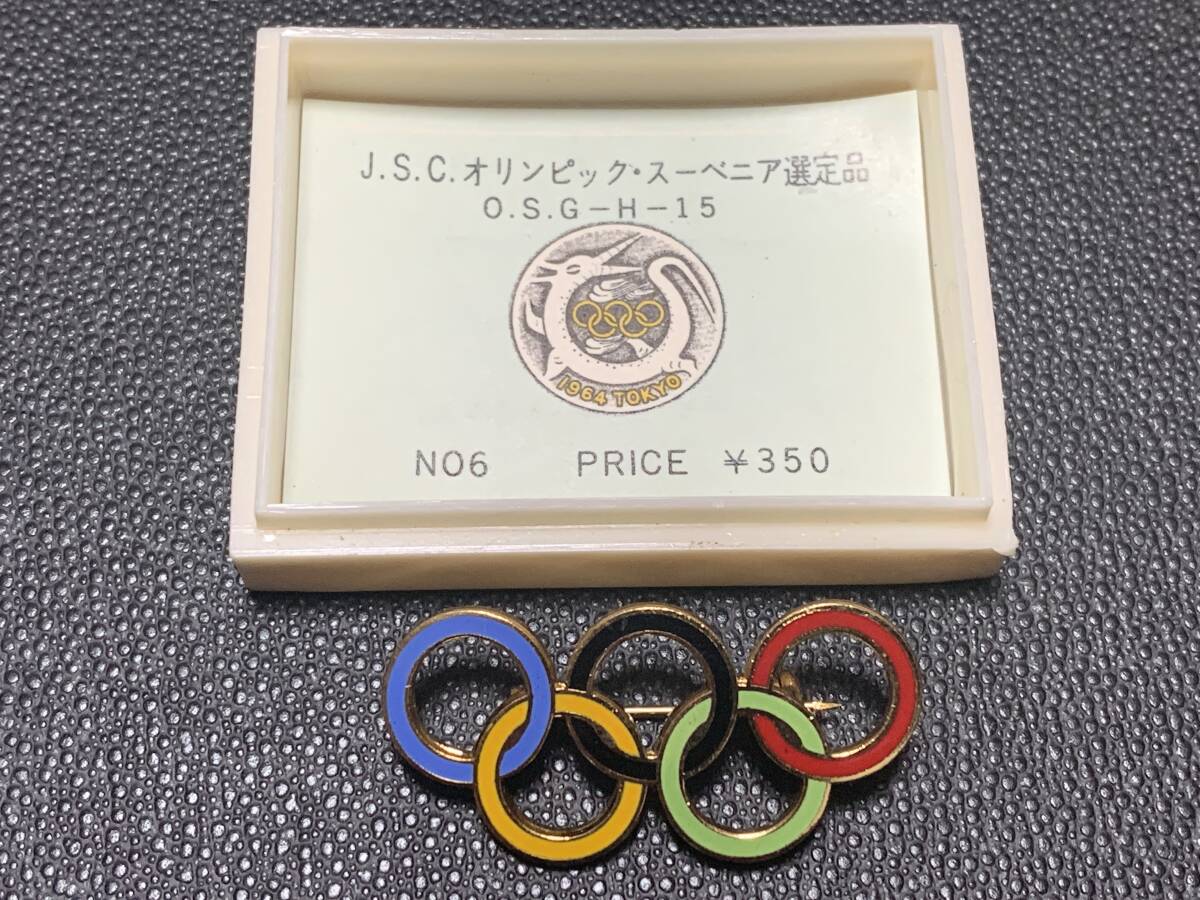 J.S.C.オリンピック・スーベニア選定品
O.S.G－H－15
1964 TOKYO
NO6 PRICE ¥350